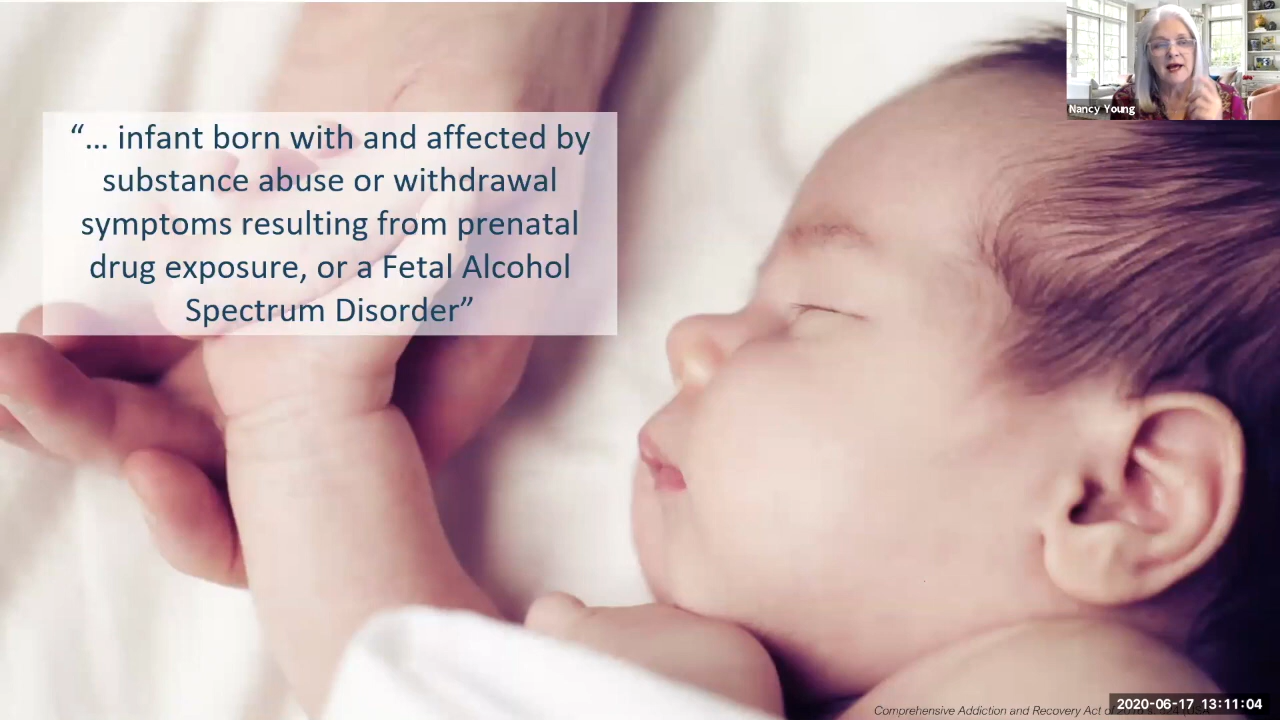 Nancy Young
“... infant born with and affected by
substance abuse or withdrawal
symptoms resulting from prenatal
drug exposure, or a Fetal Alcohol
Spectrum Disorder”
Comprehensive Addiction and Recovery Act of
2020-06-17 13:11:04